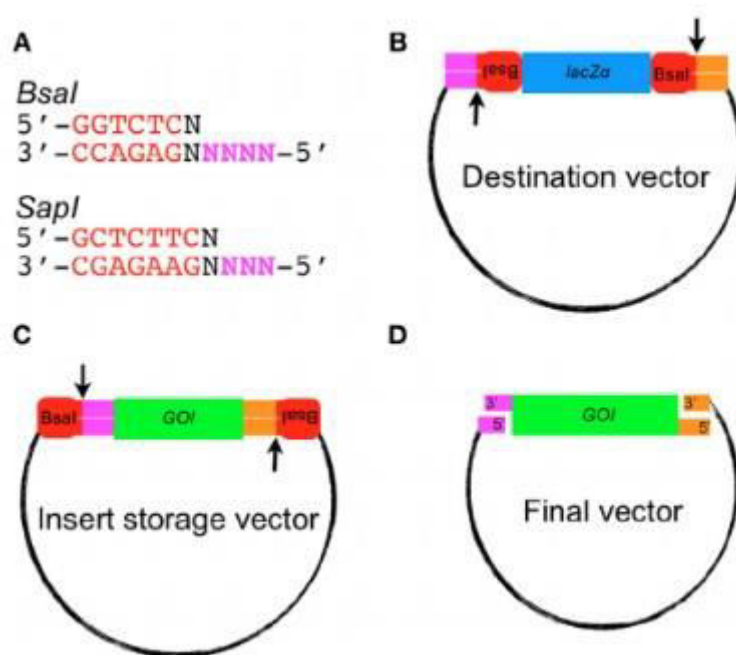 A
BsaI
5'-GGTCTCN
3'-CCAGAGNNNNN-5'
SapI
5'-GCTCTTCN
3'-CGAGAAGNNNN-5'
B
BsaI lacZα BsaI
Destination vector
C
BsaI GOI BsaI
Insert storage vector
D
3' GOI 3'
5' 5'
Final vector